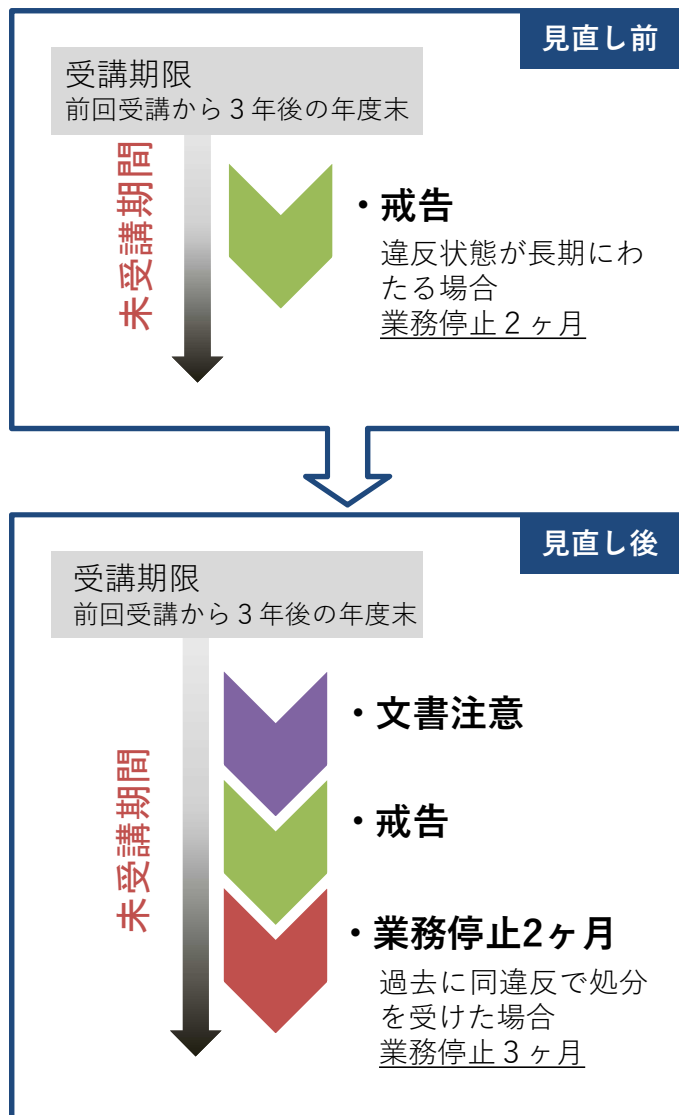 見直し前
受講期限
前回受講から３年後の年度末
未受講期間
・戒告
違反状態が長期にわ
たる場合
業務停止２ヶ月
見直し後
受講期限
前回受講から３年後の年度末
未受講期間
・文書注意
・戒告
・業務停止2ヶ月
過去に同違反で処分
を受けた場合
業務停止３ヶ月